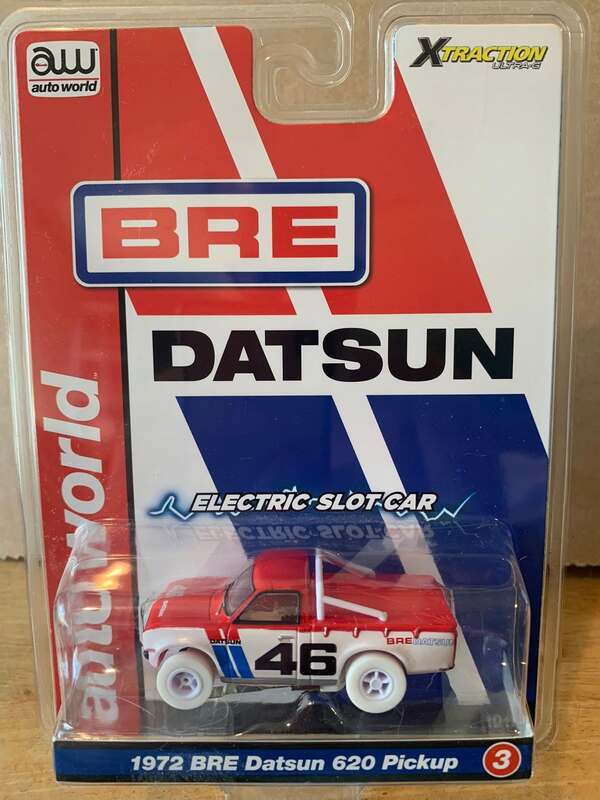 aw
auto world
XTRACTION
ULTRA-G
BRE
DATSUN
auto world
ELECTRIC SLOT CAR
DATSUN
46
BRE DATSUN
1972 BRE Datsun 620 Pickup
3